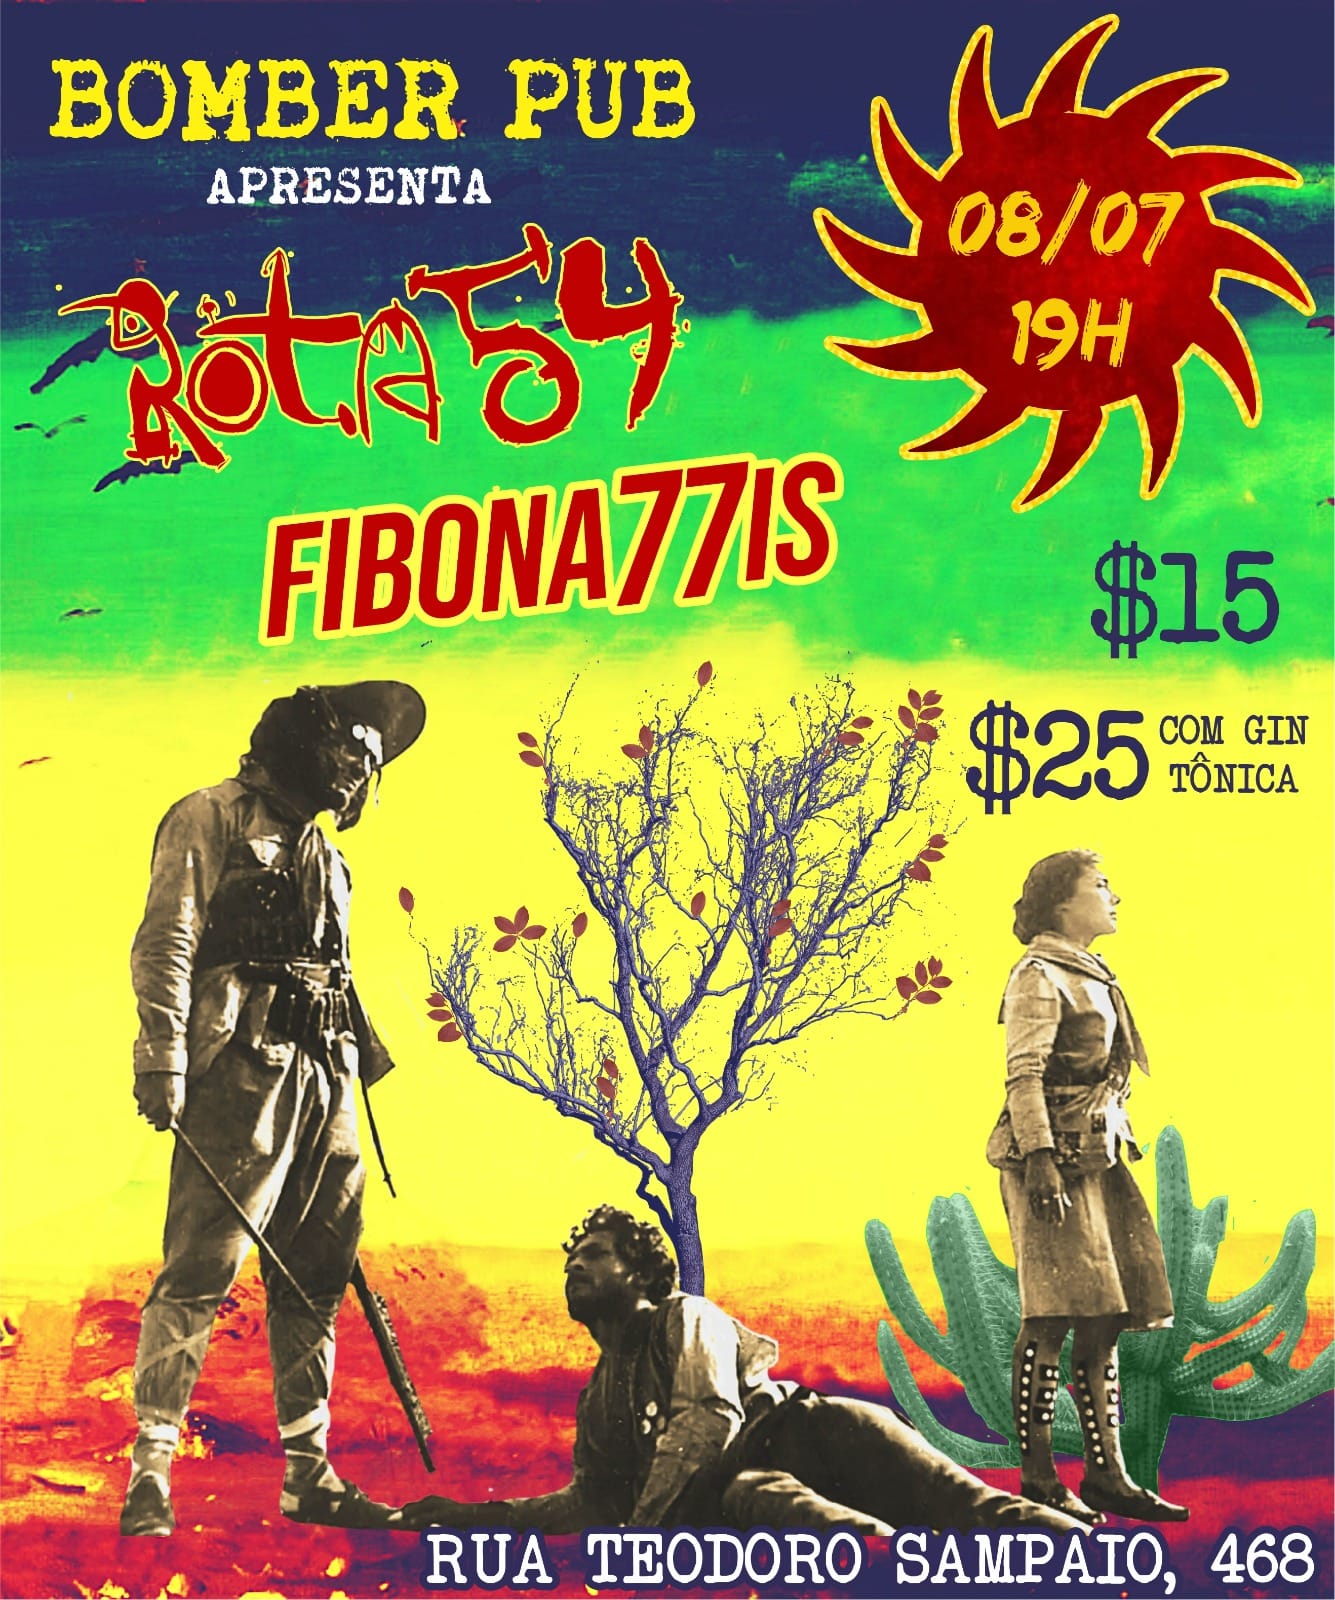 BOMBER PUB
APRESENTA
08/07
19H
Rota 54
FIBONA77IS
$15
$25 COM GIN
TÔNICA
RUA TEODORO SAMPAIO, 468